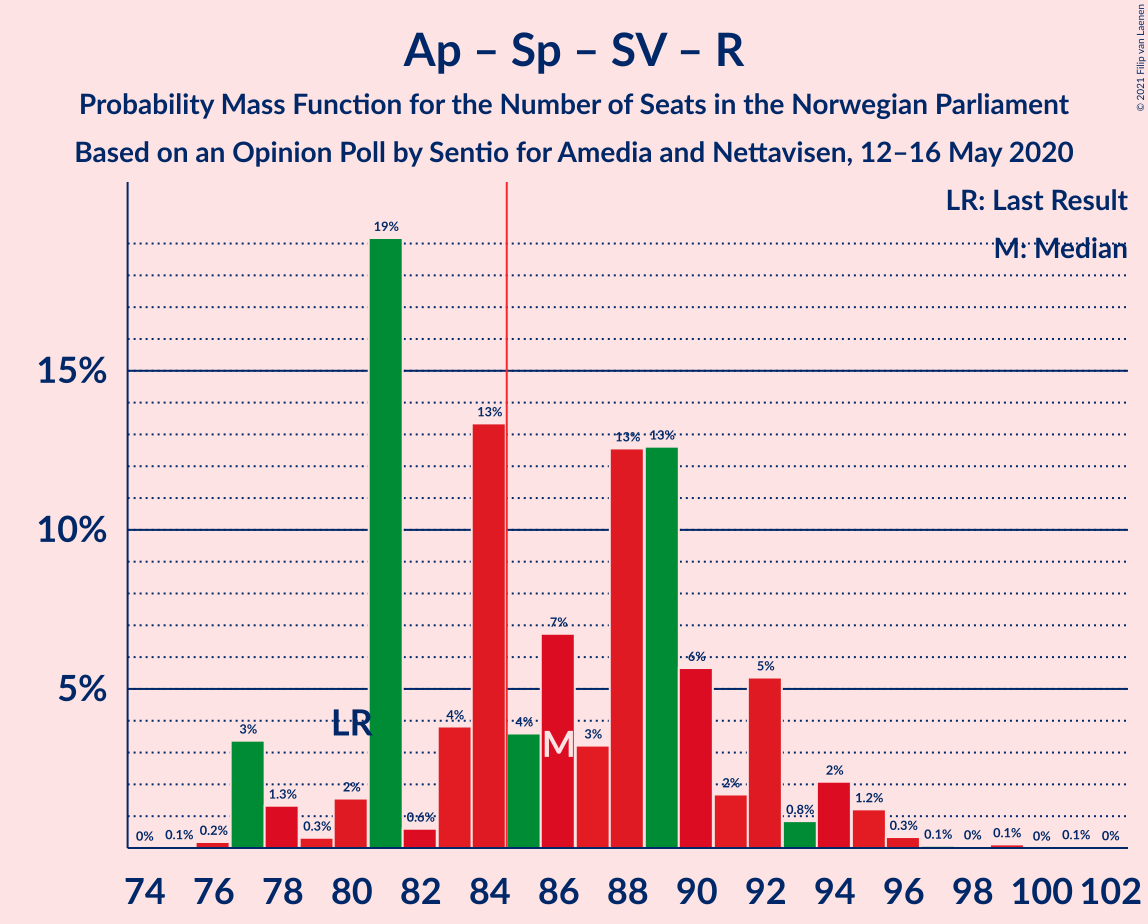 Ap – Sp – SV – R
Probability Mass Function for the Number of Seats in the Norwegian Parliament
Based on an Opinion Poll by Sentio for Amedia and Nettavisen, 12–16 May 2020
© 2021 Filip van Laenen
LR: Last Result
M: Median
15%
10%
5%
0% 0.1% 0.2% 3% 1.3% 0.3% 2% 19% 0.6% 4% 13% 4% 7% 3% 13% 13% 6% 2% 5% 0.8% 2% 1.2% 0.3% 0.1% 0% 0.1% 0% 0.1% 0%
LR
M
74 76 78 80 82 84 86 88 90 92 94 96 98 100 102